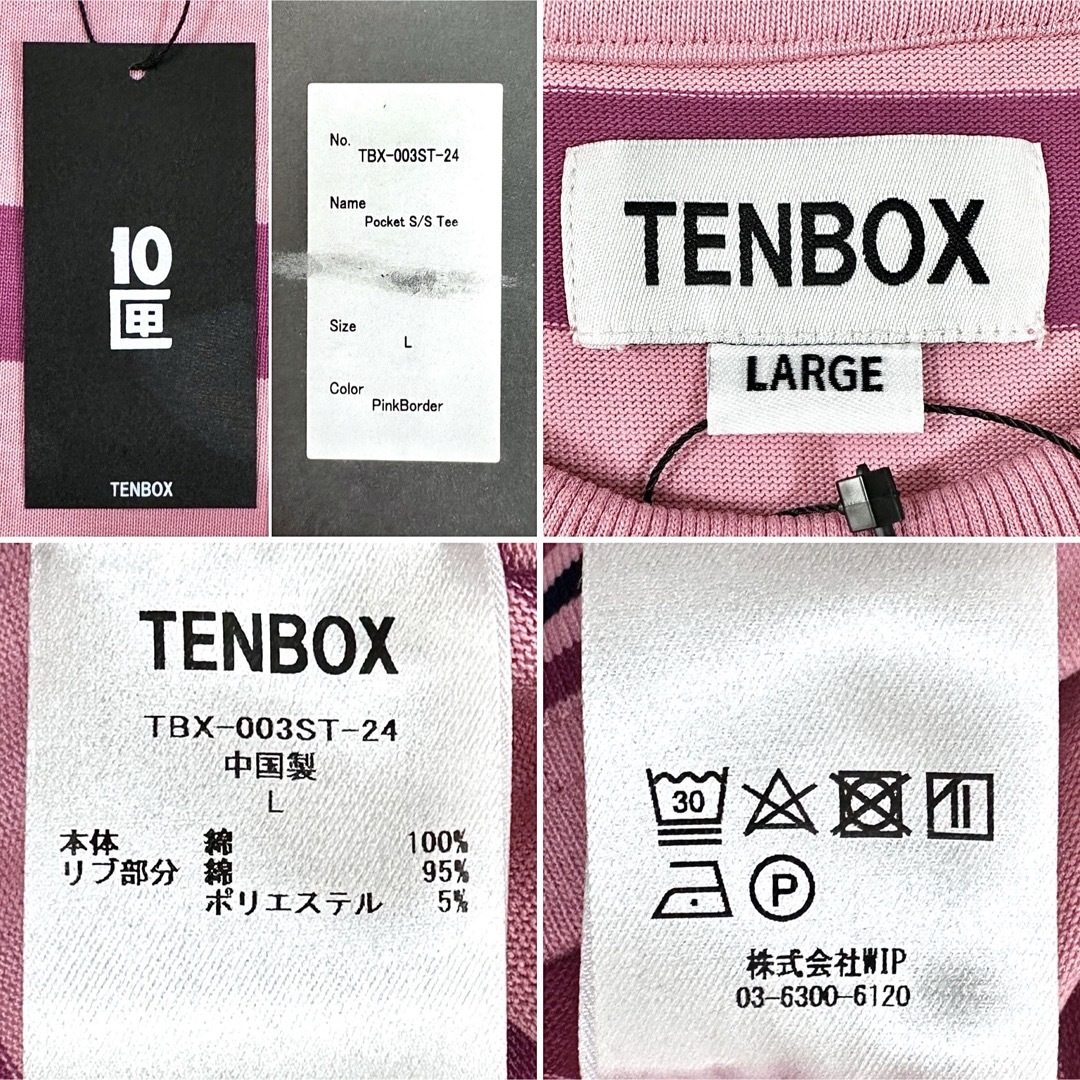 10
匣
TENBOX
No.
TBX-003ST-24
Name
Pocket S/S Tee
Size
L
Color
PinkBorder
TENBOX
LARGE
TENBOX
TBX-003ST-24
中国製
L
本体 綿 100%
リブ部分 綿 95%
ポリエステル 5%
30
P
株式会社WIP
03-6300-6120